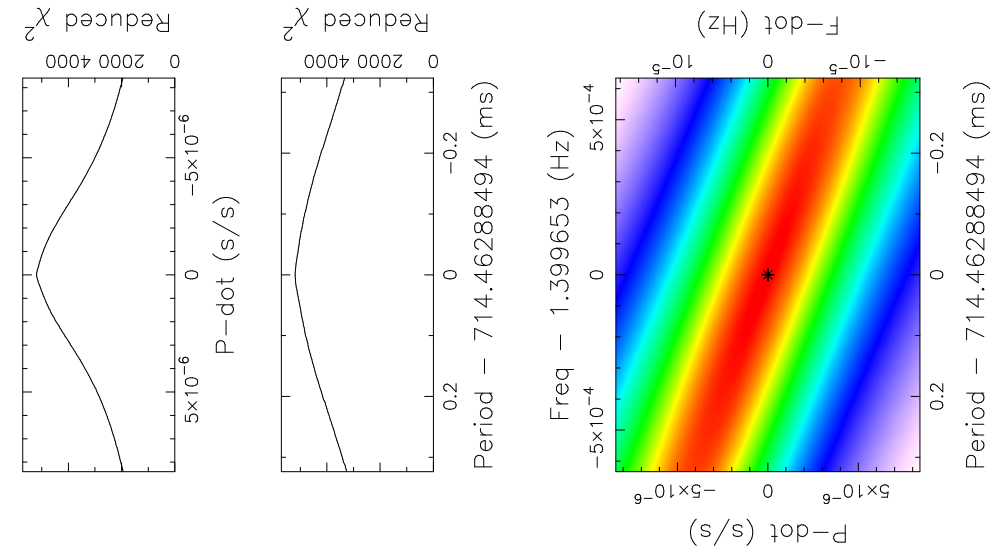 Reduced χ²
0 2000 4000
−5×10⁻⁶ 0 5×10⁻⁶
P−dot (s/s)
Reduced χ²
0 2000 4000
−0.2 0 0.2
Period − 714.46288494 (ms)
Freq − 1.399653 (Hz)
−5×10⁻⁴ 0 5×10⁻⁴
F−dot (Hz)
10⁻⁵ 0 −10⁻⁵
−5×10⁻⁶ 0 5×10⁻⁶
P−dot (s/s)
−0.2 0 0.2
Period − 714.46288494 (ms)